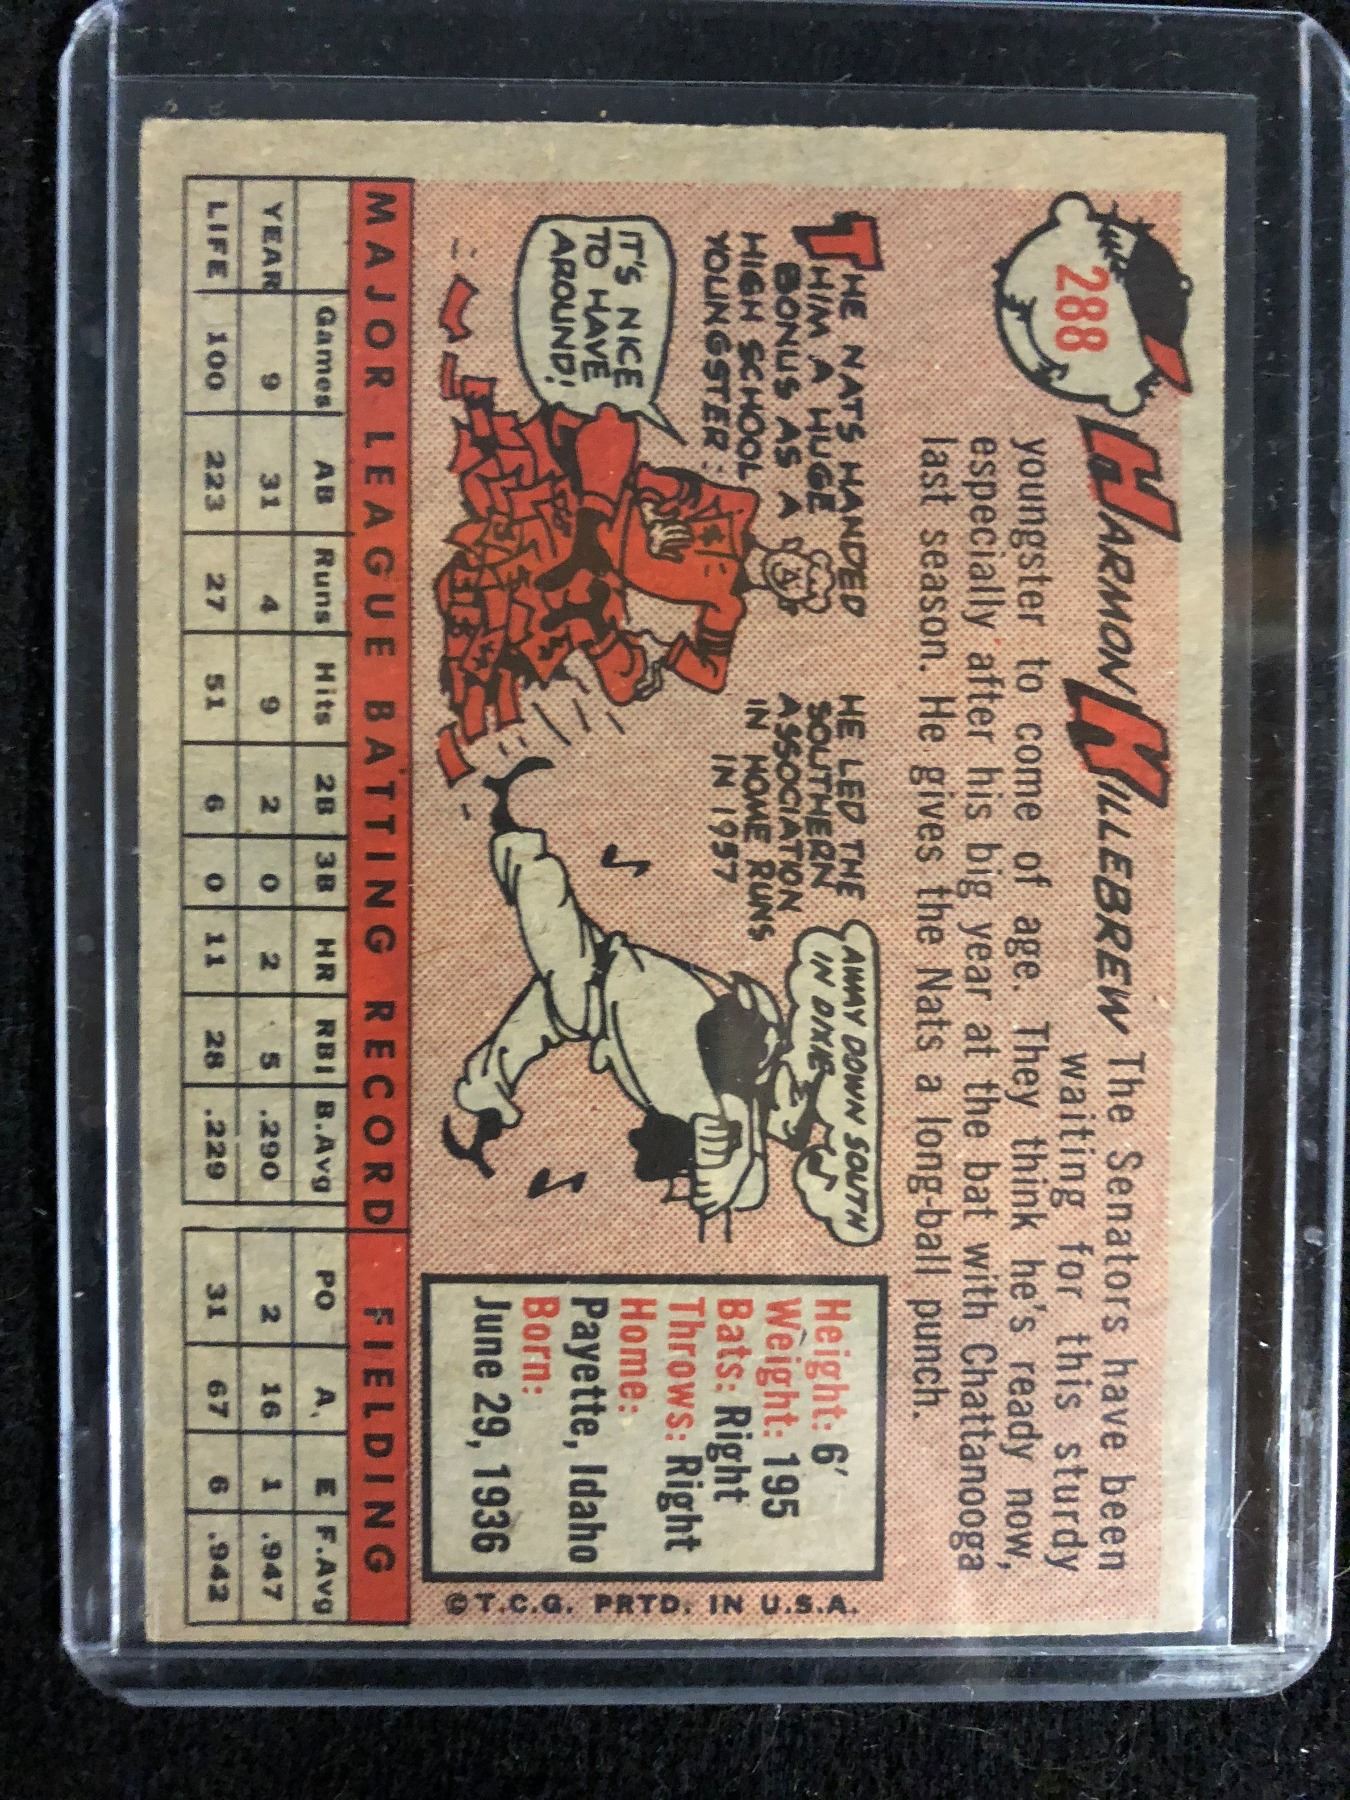 288
HARMON KILLEBREW The Senators have been
waiting for this sturdy
youngster to come of age. They think he's ready now,
especially after his big year at the bat with Chattanooga
last season. He gives the Nats a long-ball punch.
THE NATS HANDED
HIM A HUGE
BONUS AS A
HIGH SCHOOL
YOUNGSTER:
IT'S NICE
TO HAVE
AROUND!
HE LED THE
SOUTHERN
ASSOCIATION
IN HOME RUNS
IN 1957
AWAY DOWN SOUTH
IN DIXIE
Height: 6'
Weight: 195
Bats: Right
Throws: Right
Home:
Payette, Idaho
Born:
June 29, 1936
© T.C.G. PRTD. IN U.S.A.
MAJOR LEAGUE BATTING RECORD FIELDING
Games AB Runs Hits 2B 3B HR RBI B.Avg PO A. E F.Avg
YEAR 9 31 4 9 2 0 2 5 .290 2 16 1 .947
LIFE 100 223 27 51 6 0 11 28 .229 31 67 6 .942